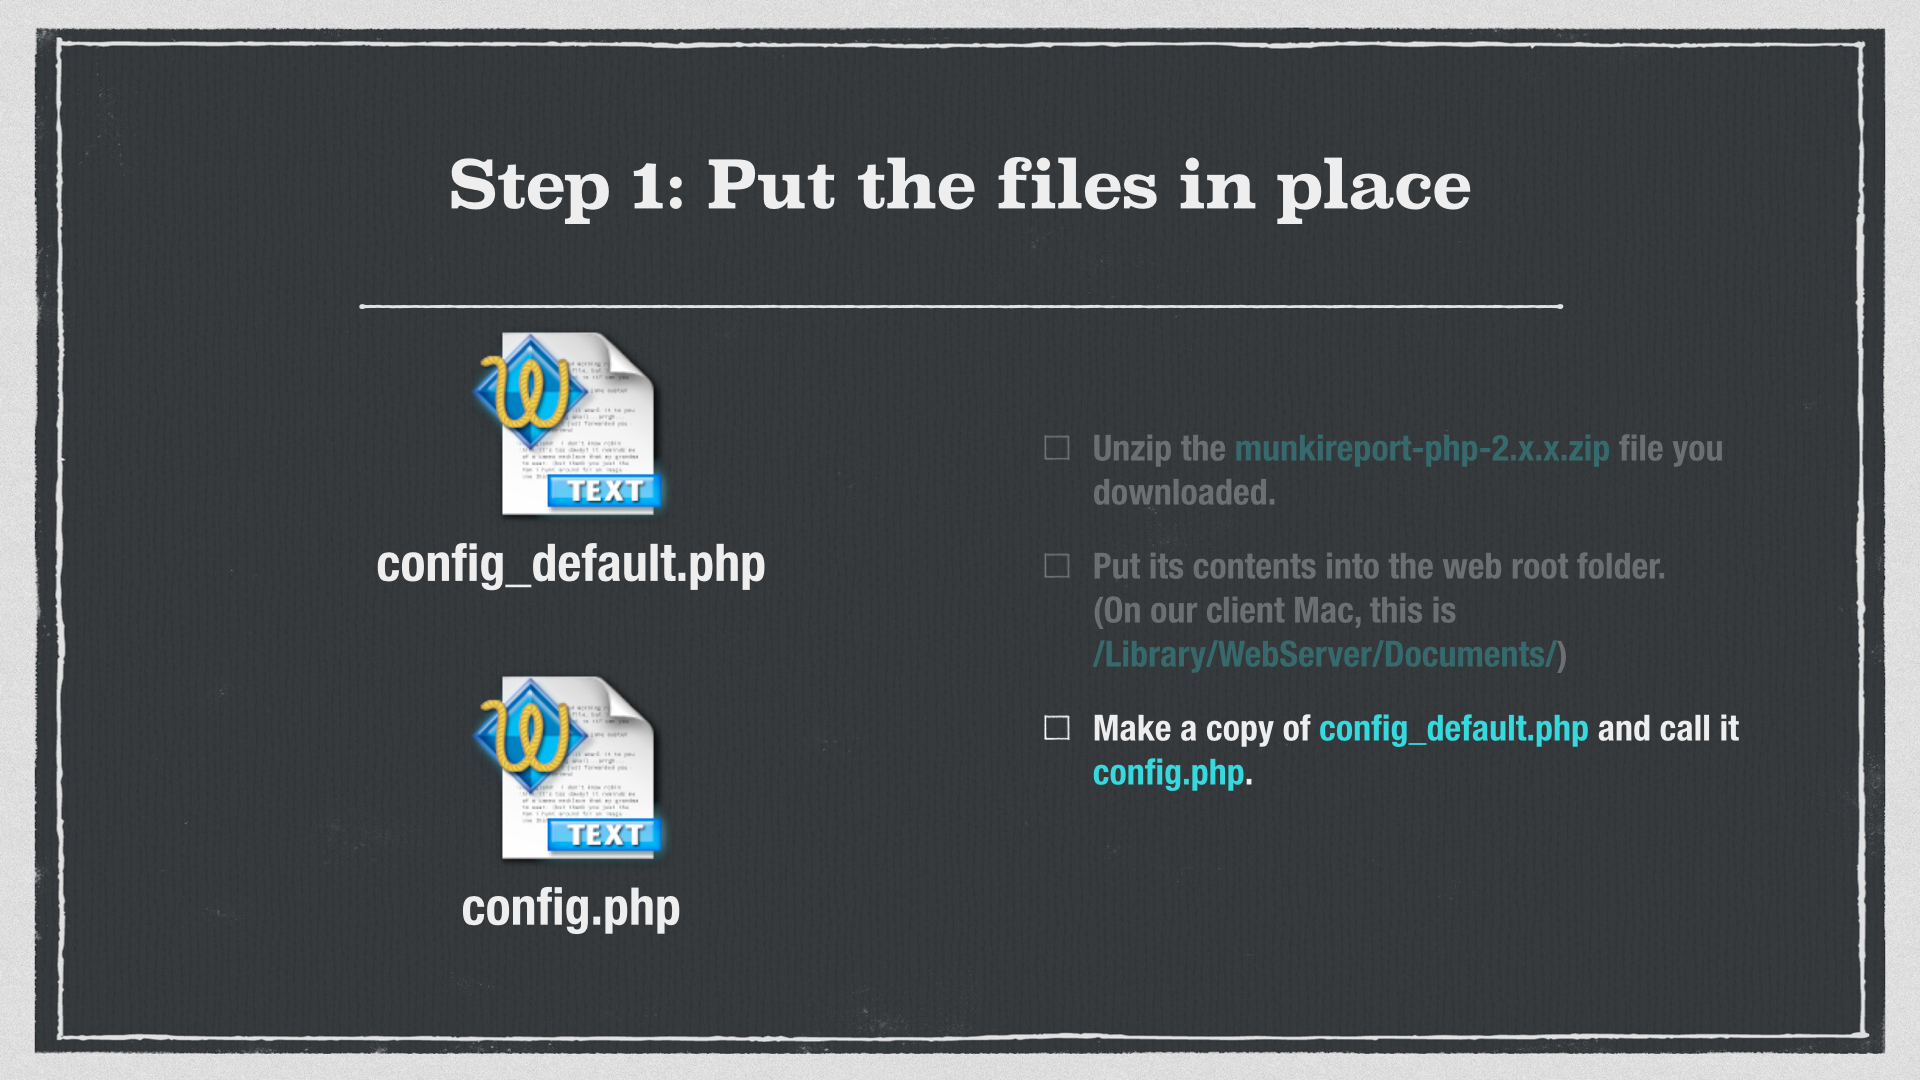 Step 1: Put the files in place
TEXT
config_default.php
TEXT
config.php
Unzip the munkireport-php-2.x.x.zip file you
downloaded.
Put its contents into the web root folder.
(On our client Mac, this is
/Library/WebServer/Documents/)
Make a copy of config_default.php and call it
config.php.